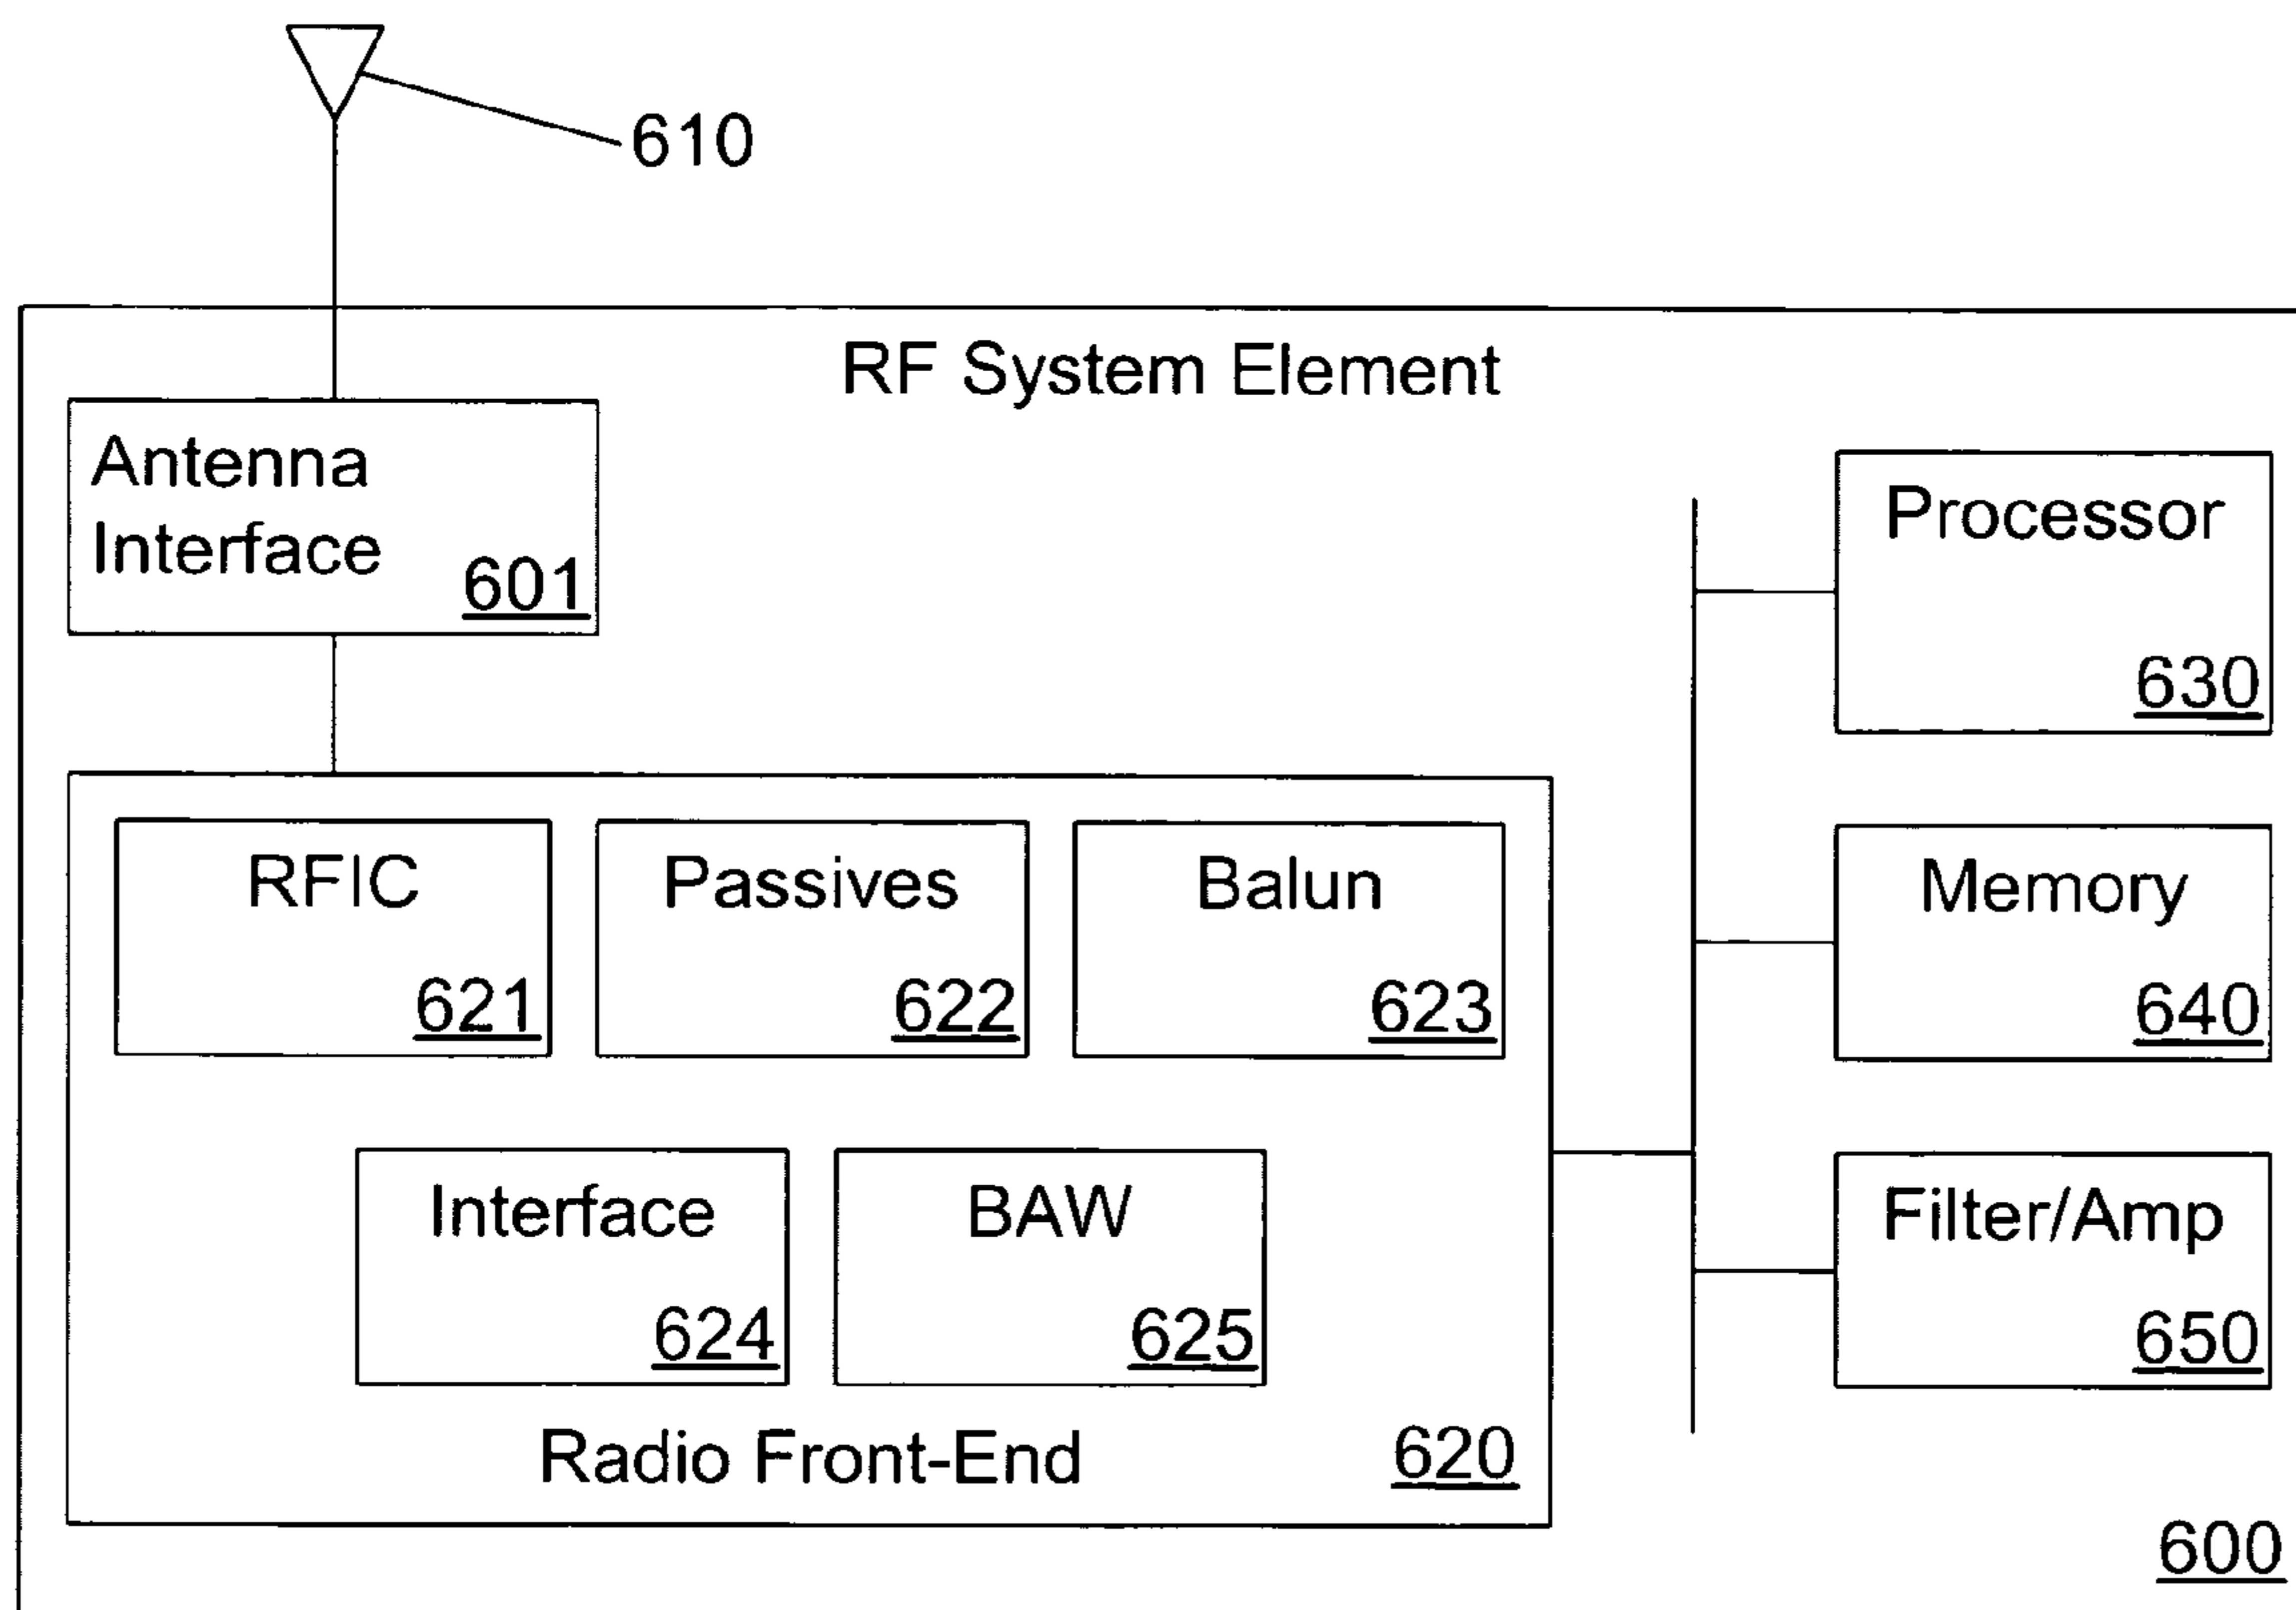 610
RF System Element
Antenna
Interface
601
Processor
630
RFIC
621
Passives
622
Balun
623
Memory
640
Interface
624
BAW
625
Filter/Amp
650
Radio Front-End
620
600